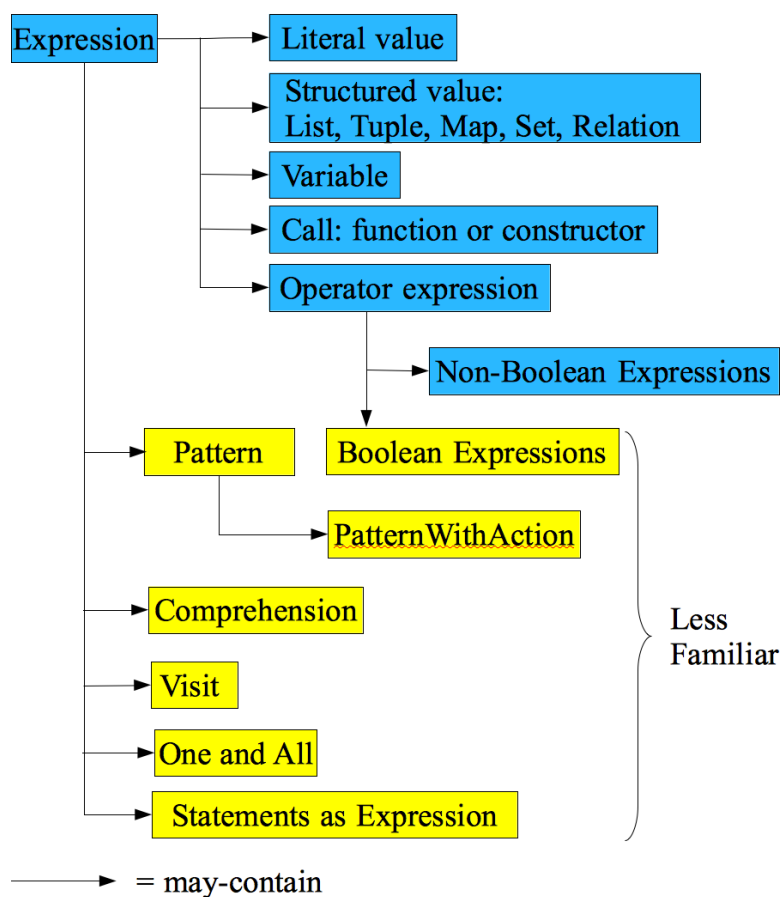 Expression
Literal value
Structured value:
List, Tuple, Map, Set, Relation
Variable
Call: function or constructor
Operator expression
Non-Boolean Expressions
Pattern
Boolean Expressions
PatternWithAction
Comprehension
Less
Familiar
Visit
One and All
Statements as Expression
= may-contain